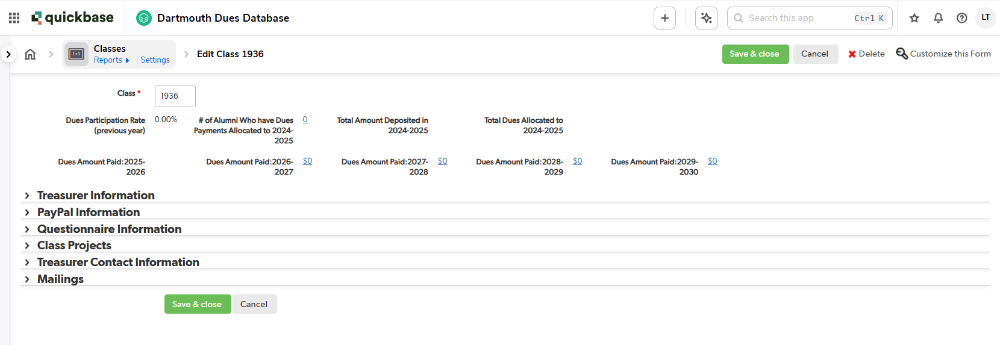 quickbase
Dartmouth Dues Database
+
Search this app
Ctrl K
LT
Classes
Reports
Settings
Edit Class 1936
Save & close
Cancel
Delete
Customize this Form
Class *
1936
Dues Participation Rate
(previous year)
0.00%
# of Alumni Who have Dues
Payments Allocated to 2024-
2025
0
Total Amount Deposited in
2024-2025
Total Dues Allocated to
2024-2025
Dues Amount Paid:2025-
2026
Dues Amount Paid:2026-
2027
$0
Dues Amount Paid:2027-
2028
$0
Dues Amount Paid:2028-
2029
$0
Dues Amount Paid:2029-
2030
$0
Treasurer Information
PayPal Information
Questionnaire Information
Class Projects
Treasurer Contact Information
Mailings
Save & close
Cancel